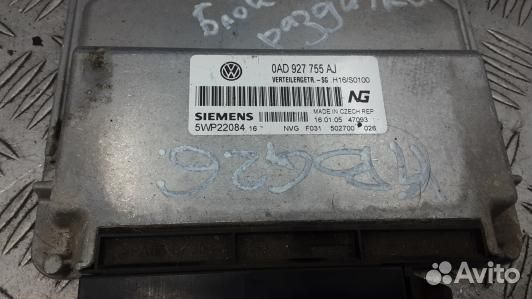 Блок
раздатки
0AD 927 755 AJ
VERTEILERGETR.-SG H16/S0100
NG
SIEMENS
MADE IN CZECH REP
16.01.05 47093
5WP22084 16 NVG F031 502700 026
Avito